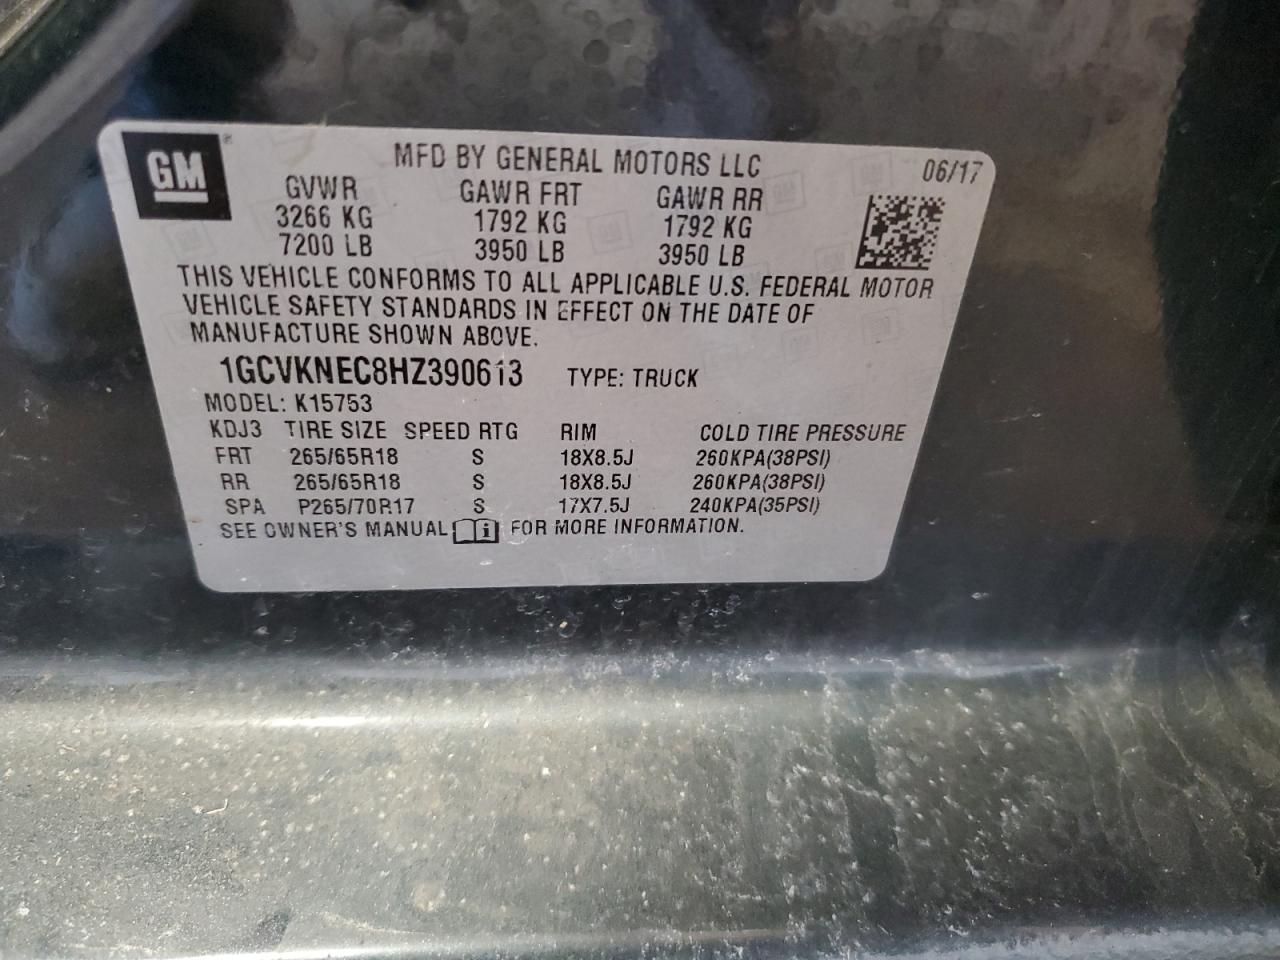 GM ®
MFD BY GENERAL MOTORS LLC
06/17
GVWR GAWR FRT GAWR RR
3266 KG 1792 KG 1792 KG
7200 LB 3950 LB 3950 LB
THIS VEHICLE CONFORMS TO ALL APPLICABLE U.S. FEDERAL MOTOR
VEHICLE SAFETY STANDARDS IN EFFECT ON THE DATE OF
MANUFACTURE SHOWN ABOVE.
1GCVKNEC8HZ390613 TYPE: TRUCK
MODEL: K15753
KDJ3 TIRE SIZE SPEED RTG RIM COLD TIRE PRESSURE
FRT 265/65R18 S 18X8.5J 260KPA(38PSI)
RR 265/65R18 S 18X8.5J 260KPA(38PSI)
SPA P265/70R17 S 17X7.5J 240KPA(35PSI)
SEE OWNER'S MANUAL i FOR MORE INFORMATION.